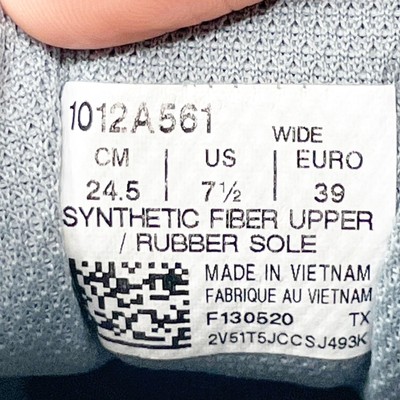 1012A561
WIDE
CM | US | EURO
24.5 | 7½ | 39
SYNTHETIC FIBER UPPER
/ RUBBER SOLE
MADE IN VIETNAM
FABRIQUE AU VIETNAM
F130520 TX
2V51T5JCCSJ493K